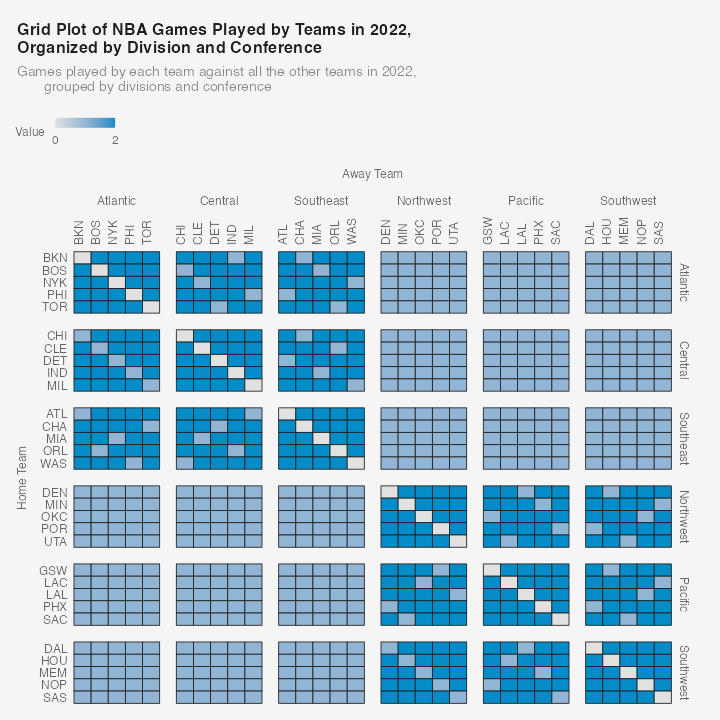 Grid Plot of NBA Games Played by Teams in 2022,
Organized by Division and Conference
Games played by each team against all the other teams in 2022,
grouped by divisions and conference
Value
0 2
Away Team
Atlantic Central Southeast Northwest Pacific Southwest
BKN BOS NYK PHI TOR CHI CLE DET IND MIL ATL CHA MIA ORL WAS DEN MIN OKC POR UTA GSW LAC LAL PHX SAC DAL HOU MEM NOP SAS
Home Team
BKN
BOS
NYK
PHI
TOR
Atlantic
CHI
CLE
DET
IND
MIL
Central
ATL
CHA
MIA
ORL
WAS
Southeast
DEN
MIN
OKC
POR
UTA
Northwest
GSW
LAC
LAL
PHX
SAC
Pacific
DAL
HOU
MEM
NOP
SAS
Southwest